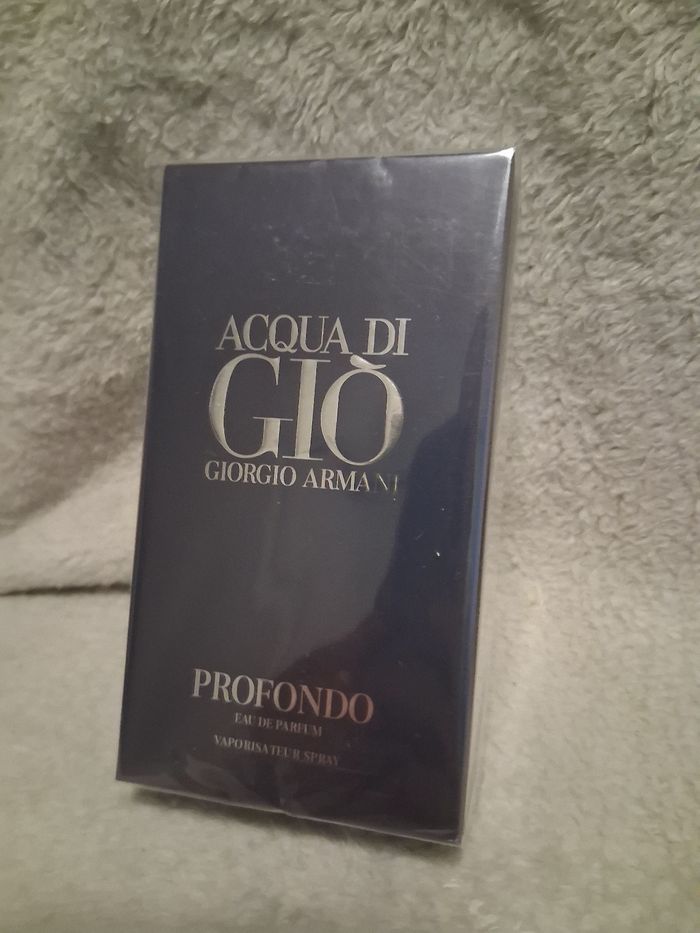 ACQUA DI
GIÒ
GIORGIO ARMANI
PROFONDO
EAU DE PARFUM
VAPORISATEUR SPRAY